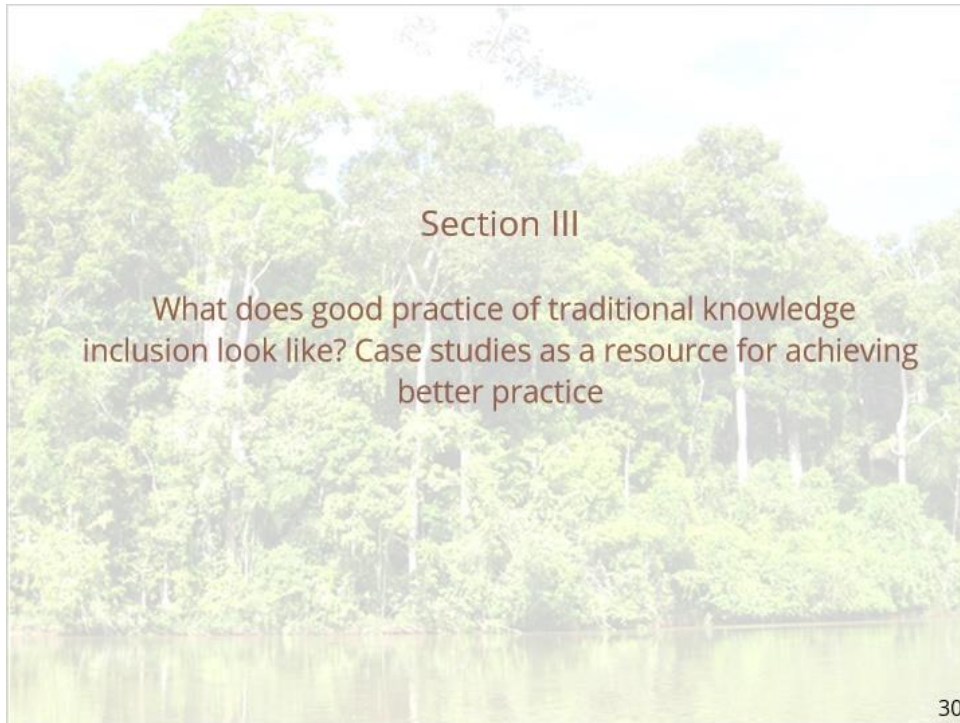 Section III
What does good practice of traditional knowledge
inclusion look like? Case studies as a resource for achieving
better practice
30